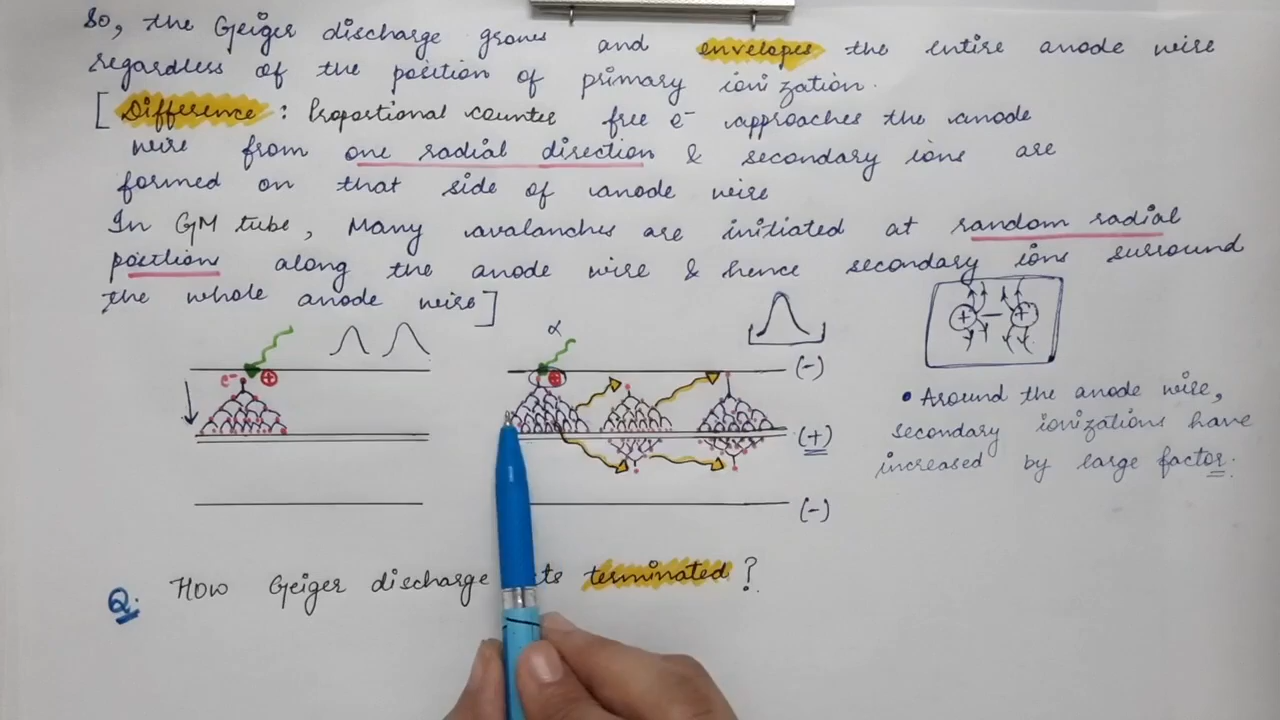 So, the Geiger discharge grows and envelopes the entire anode wire
regardless of the position of primary ionization.
[ Difference : Proportional counter free e⁻ approaches the anode
wire from one radial direction & secondary ions are
formed on that side of anode wire
In GM tube, Many avalanches are initiated at random radial
positions along the anode wire & hence secondary ions surround
the whole anode wire]
e⁻ +
α
+
(-)
(+)
(-)
+ - +
• Around the anode wire,
secondary ionizations have
increased by large factor.
Q. How Geiger discharge terminated ?